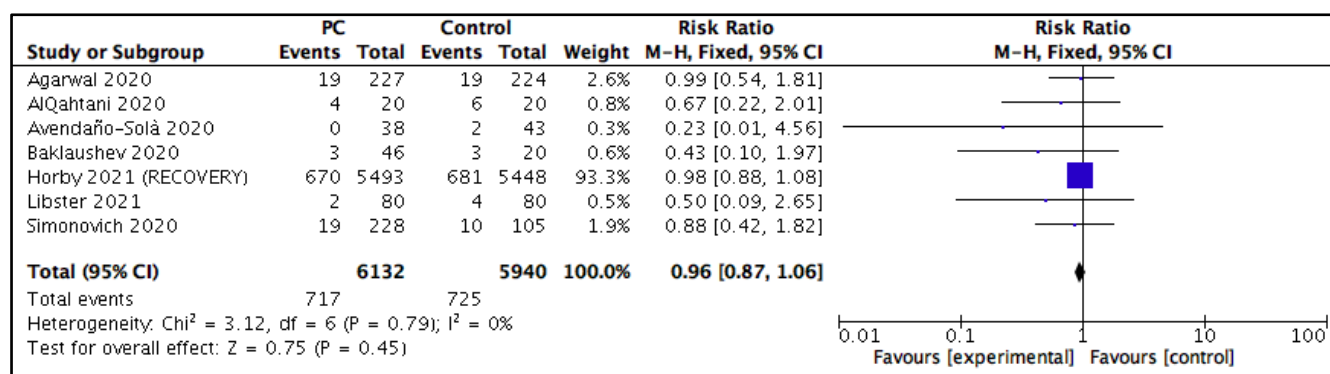 PC Control Risk Ratio Risk Ratio
Study or Subgroup Events Total Events Total Weight M-H, Fixed, 95% CI M-H, Fixed, 95% CI
Agarwal 2020 19 227 19 224 2.6% 0.99 [0.54, 1.81]
AlQahtani 2020 4 20 6 20 0.8% 0.67 [0.22, 2.01]
Avendaño-Solà 2020 0 38 2 43 0.3% 0.23 [0.01, 4.56]
Baklaushev 2020 3 46 3 20 0.6% 0.43 [0.10, 1.97]
Horby 2021 (RECOVERY) 670 5493 681 5448 93.3% 0.98 [0.88, 1.08]
Libster 2021 2 80 4 80 0.5% 0.50 [0.09, 2.65]
Simonovich 2020 19 228 10 105 1.9% 0.88 [0.42, 1.82]
Total (95% CI) 6132 5940 100.0% 0.96 [0.87, 1.06]
Total events 717 725
Heterogeneity: Chi² = 3.12, df = 6 (P = 0.79); I² = 0%
Test for overall effect: Z = 0.75 (P = 0.45)
0.01 0.1 1 10 100
Favours [experimental] Favours [control]